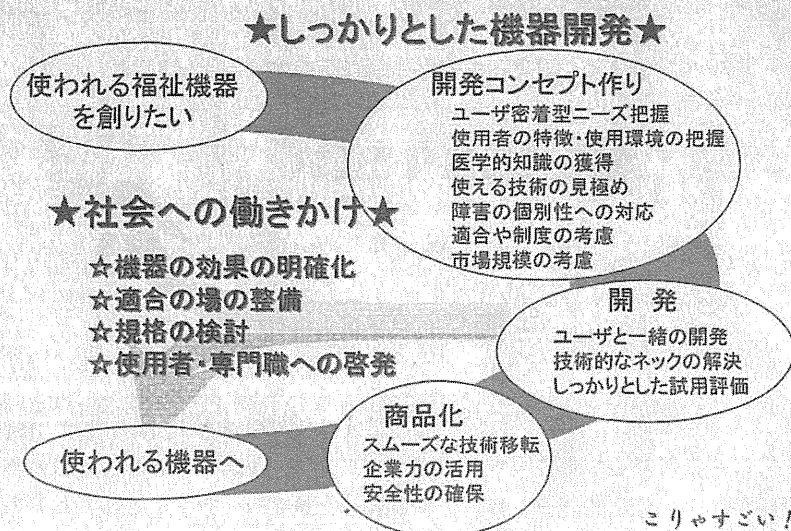 ★しっかりとした機器開発★
使われる福祉機器
を創りたい
開発コンセプト作り
ユーザ密着型ニーズ把握
使用者の特徴・使用環境の把握
医学的知識の獲得
使える技術の見極め
障害の個別性への対応
適合や制度の考慮
市場規模の考慮
★社会への働きかけ★
☆機器の効果の明確化
☆適合の場の整備
☆規格の検討
☆使用者・専門職への啓発
開 発
ユーザと一緒の開発
技術的なネックの解決
しっかりとした試用評価
商品化
スムーズな技術移転
企業力の活用
安全性の確保
使われる機器へ
こりゃすごい!